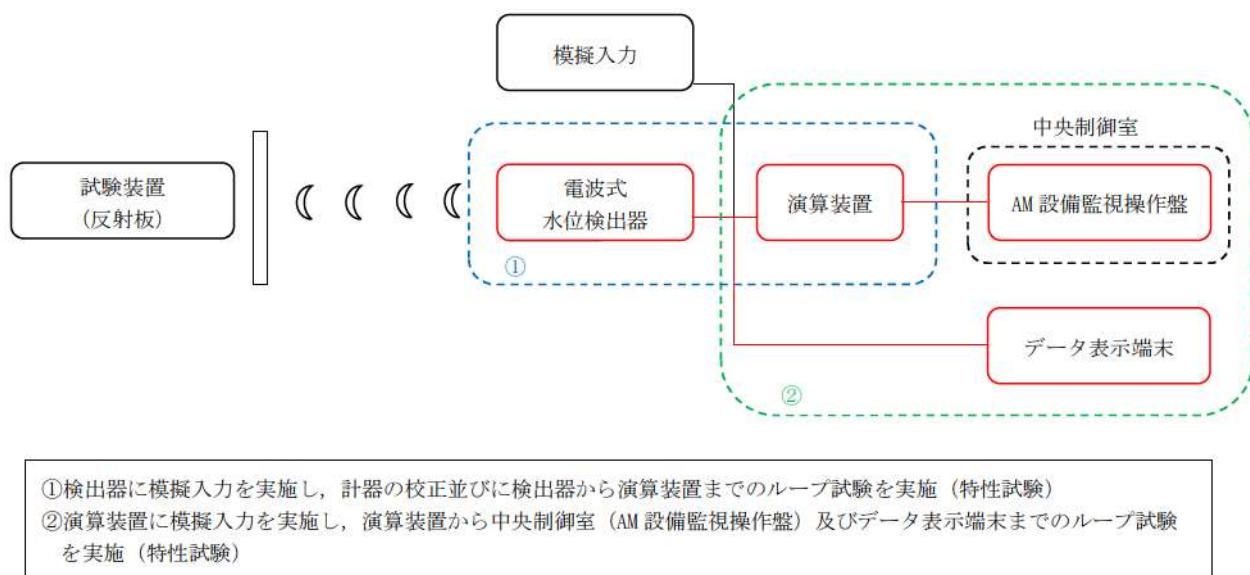 模擬入力
中央制御室
試験装置
(反射板)
電波式
水位検出器
演算装置
AM 設備監視操作盤
①
データ表示端末
②
①検出器に模擬入力を実施し，計器の校正並びに検出器から演算装置までのループ試験を実施（特性試験）
②演算装置に模擬入力を実施し，演算装置から中央制御室（AM 設備監視操作盤）及びデータ表示端末までのループ試験
を実施（特性試験）